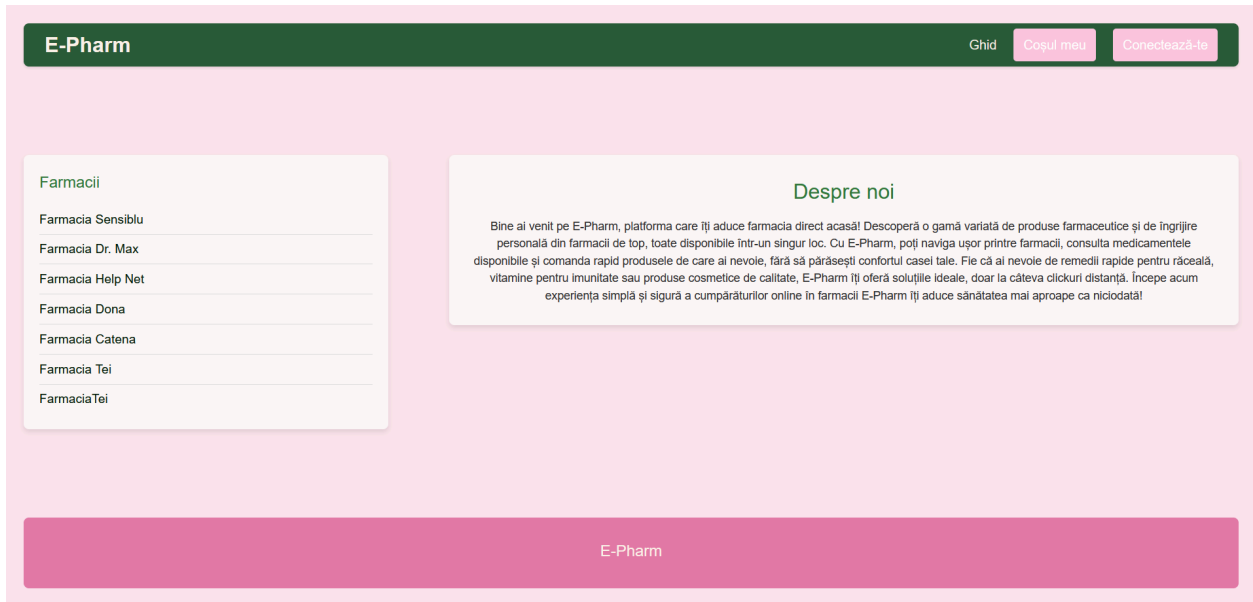 E-Pharm
Ghid
Coșul meu
Conectează-te
Farmacii
Farmacia Sensiblu
Farmacia Dr. Max
Farmacia Help Net
Farmacia Dona
Farmacia Catena
Farmacia Tei
FarmaciaTei
Despre noi
Bine ai venit pe E-Pharm, platforma care îți aduce farmacia direct acasă! Descoperă o gamă variată de produse farmaceutice și de îngrijire
personală din farmacii de top, toate disponibile într-un singur loc. Cu E-Pharm, poți naviga ușor printre farmacii, consulta medicamentele
disponibile și comanda rapid produsele de care ai nevoie, fără să părăsești confortul casei tale. Fie că ai nevoie de remedii rapide pentru răceală,
vitamine pentru imunitate sau produse cosmetice de calitate, E-Pharm îți oferă soluțiile ideale, doar la câteva clickuri distanță. Începe acum
experiența simplă și sigură a cumpărăturilor online în farmacii E-Pharm îți aduce sănătatea mai aproape ca niciodată!
E-Pharm